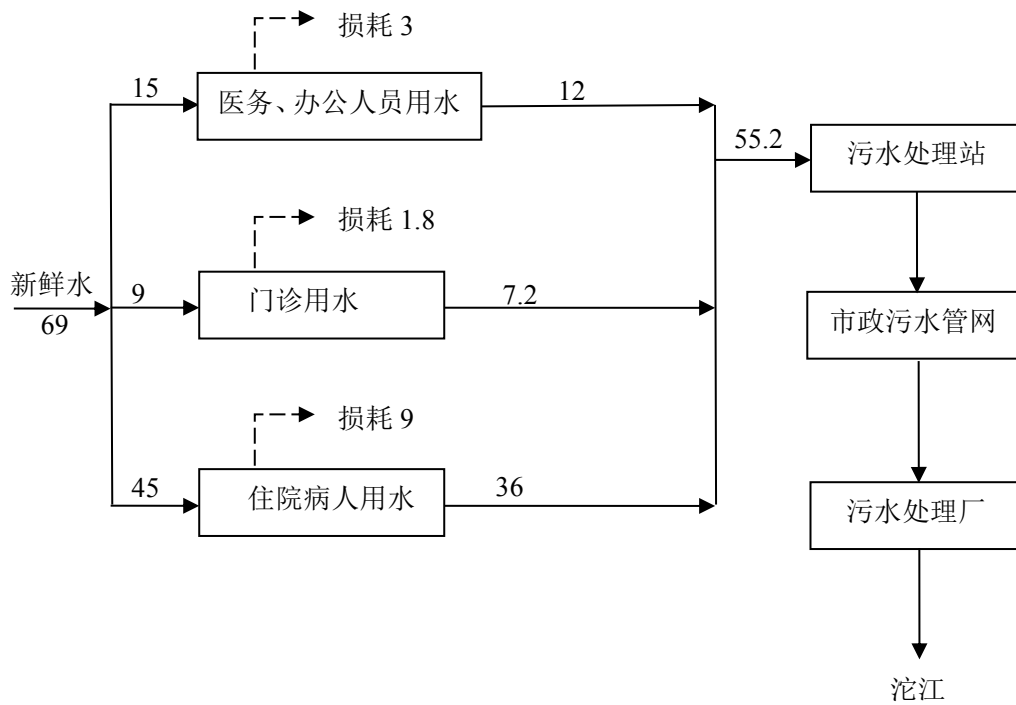 损耗 3
15
医务、办公人员用水
12
55.2
污水处理站
损耗 1.8
新鲜水
69
9
门诊用水
7.2
市政污水管网
损耗 9
45
住院病人用水
36
污水处理厂
沱江